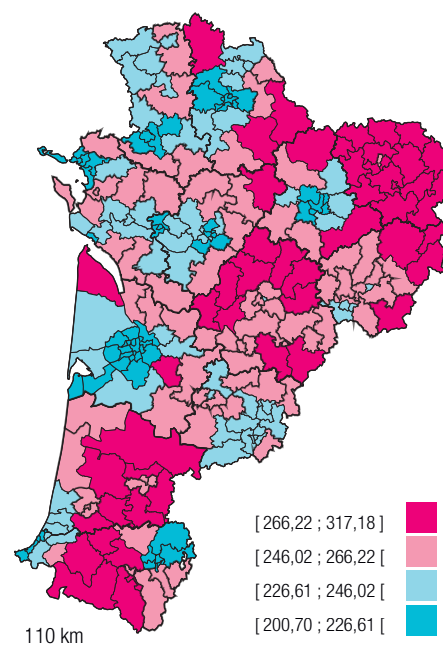 [ 266,22 ; 317,18 ]
[ 246,02 ; 266,22 [
[ 226,61 ; 246,02 [
[ 200,70 ; 226,61 [
110 km